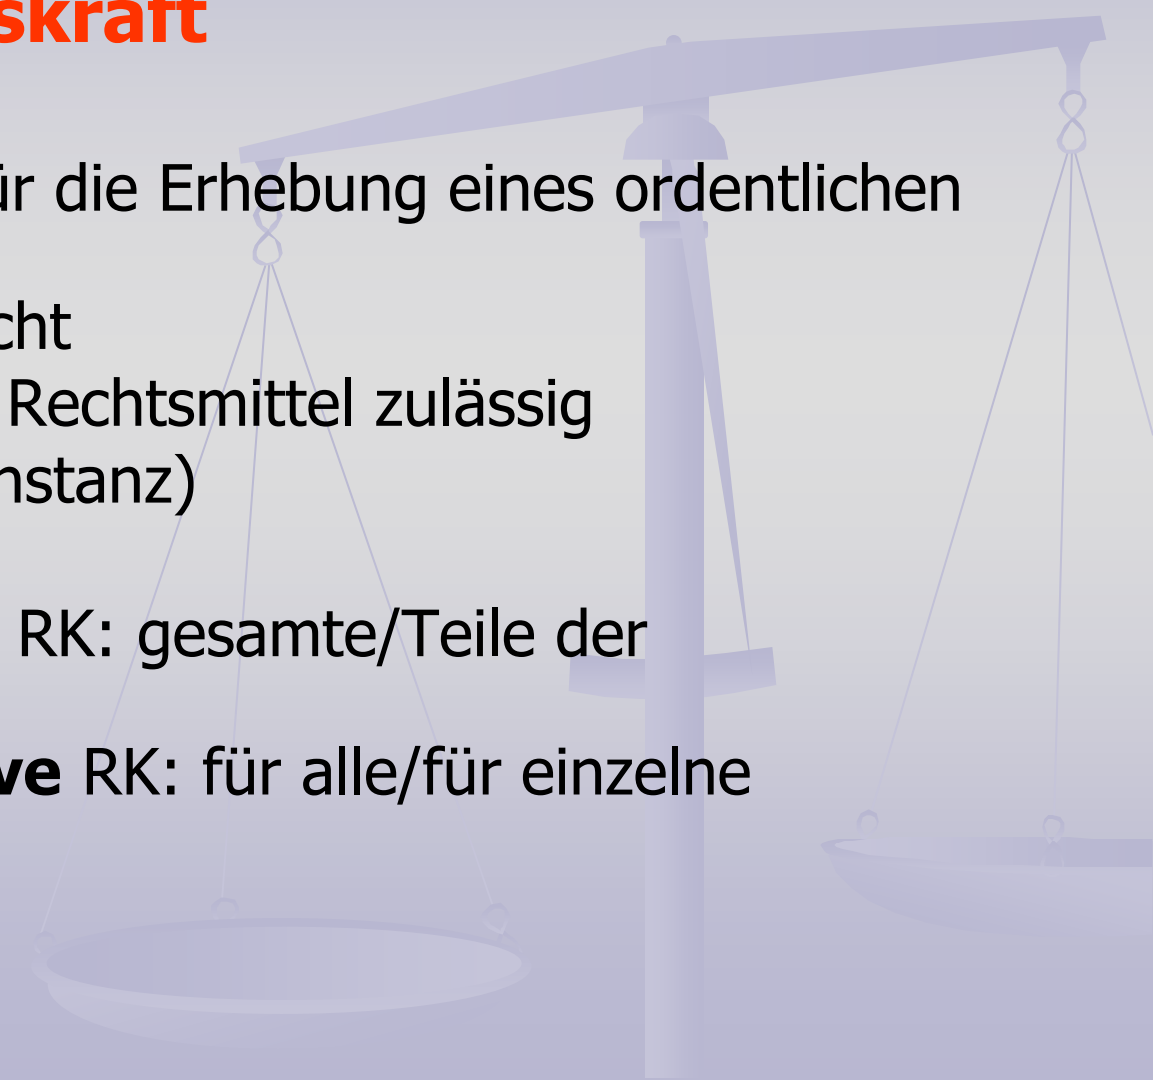 skraft
ür die Erhebung eines ordentlichen
cht
Rechtsmittel zulässig
nstanz)
RK: gesamte/Teile der
ve RK: für alle/für einzelne